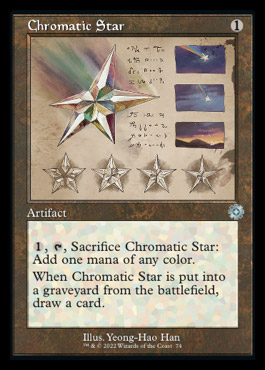 Chromatic Star 1
Artifact
1, T, Sacrifice Chromatic Star:
Add one mana of any color.
When Chromatic Star is put into
a graveyard from the battlefield,
draw a card.
Illus. Yeong-Hao Han
™ & © 2022 Wizards of the Coast 74